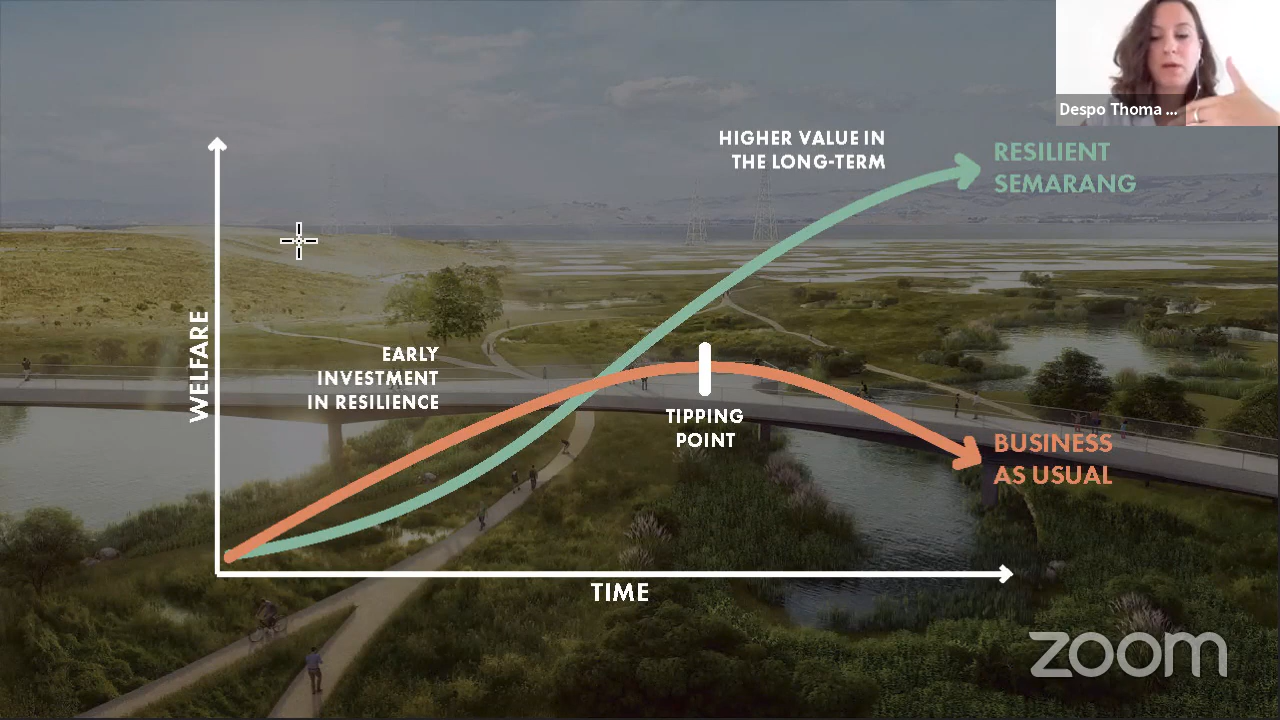 Despo Thoma ...
HIGHER VALUE IN
THE LONG-TERM
RESILIENT
SEMARANG
WELFARE
EARLY
INVESTMENT
IN RESILIENCE
TIPPING
POINT
BUSINESS
AS USUAL
TIME
zoom